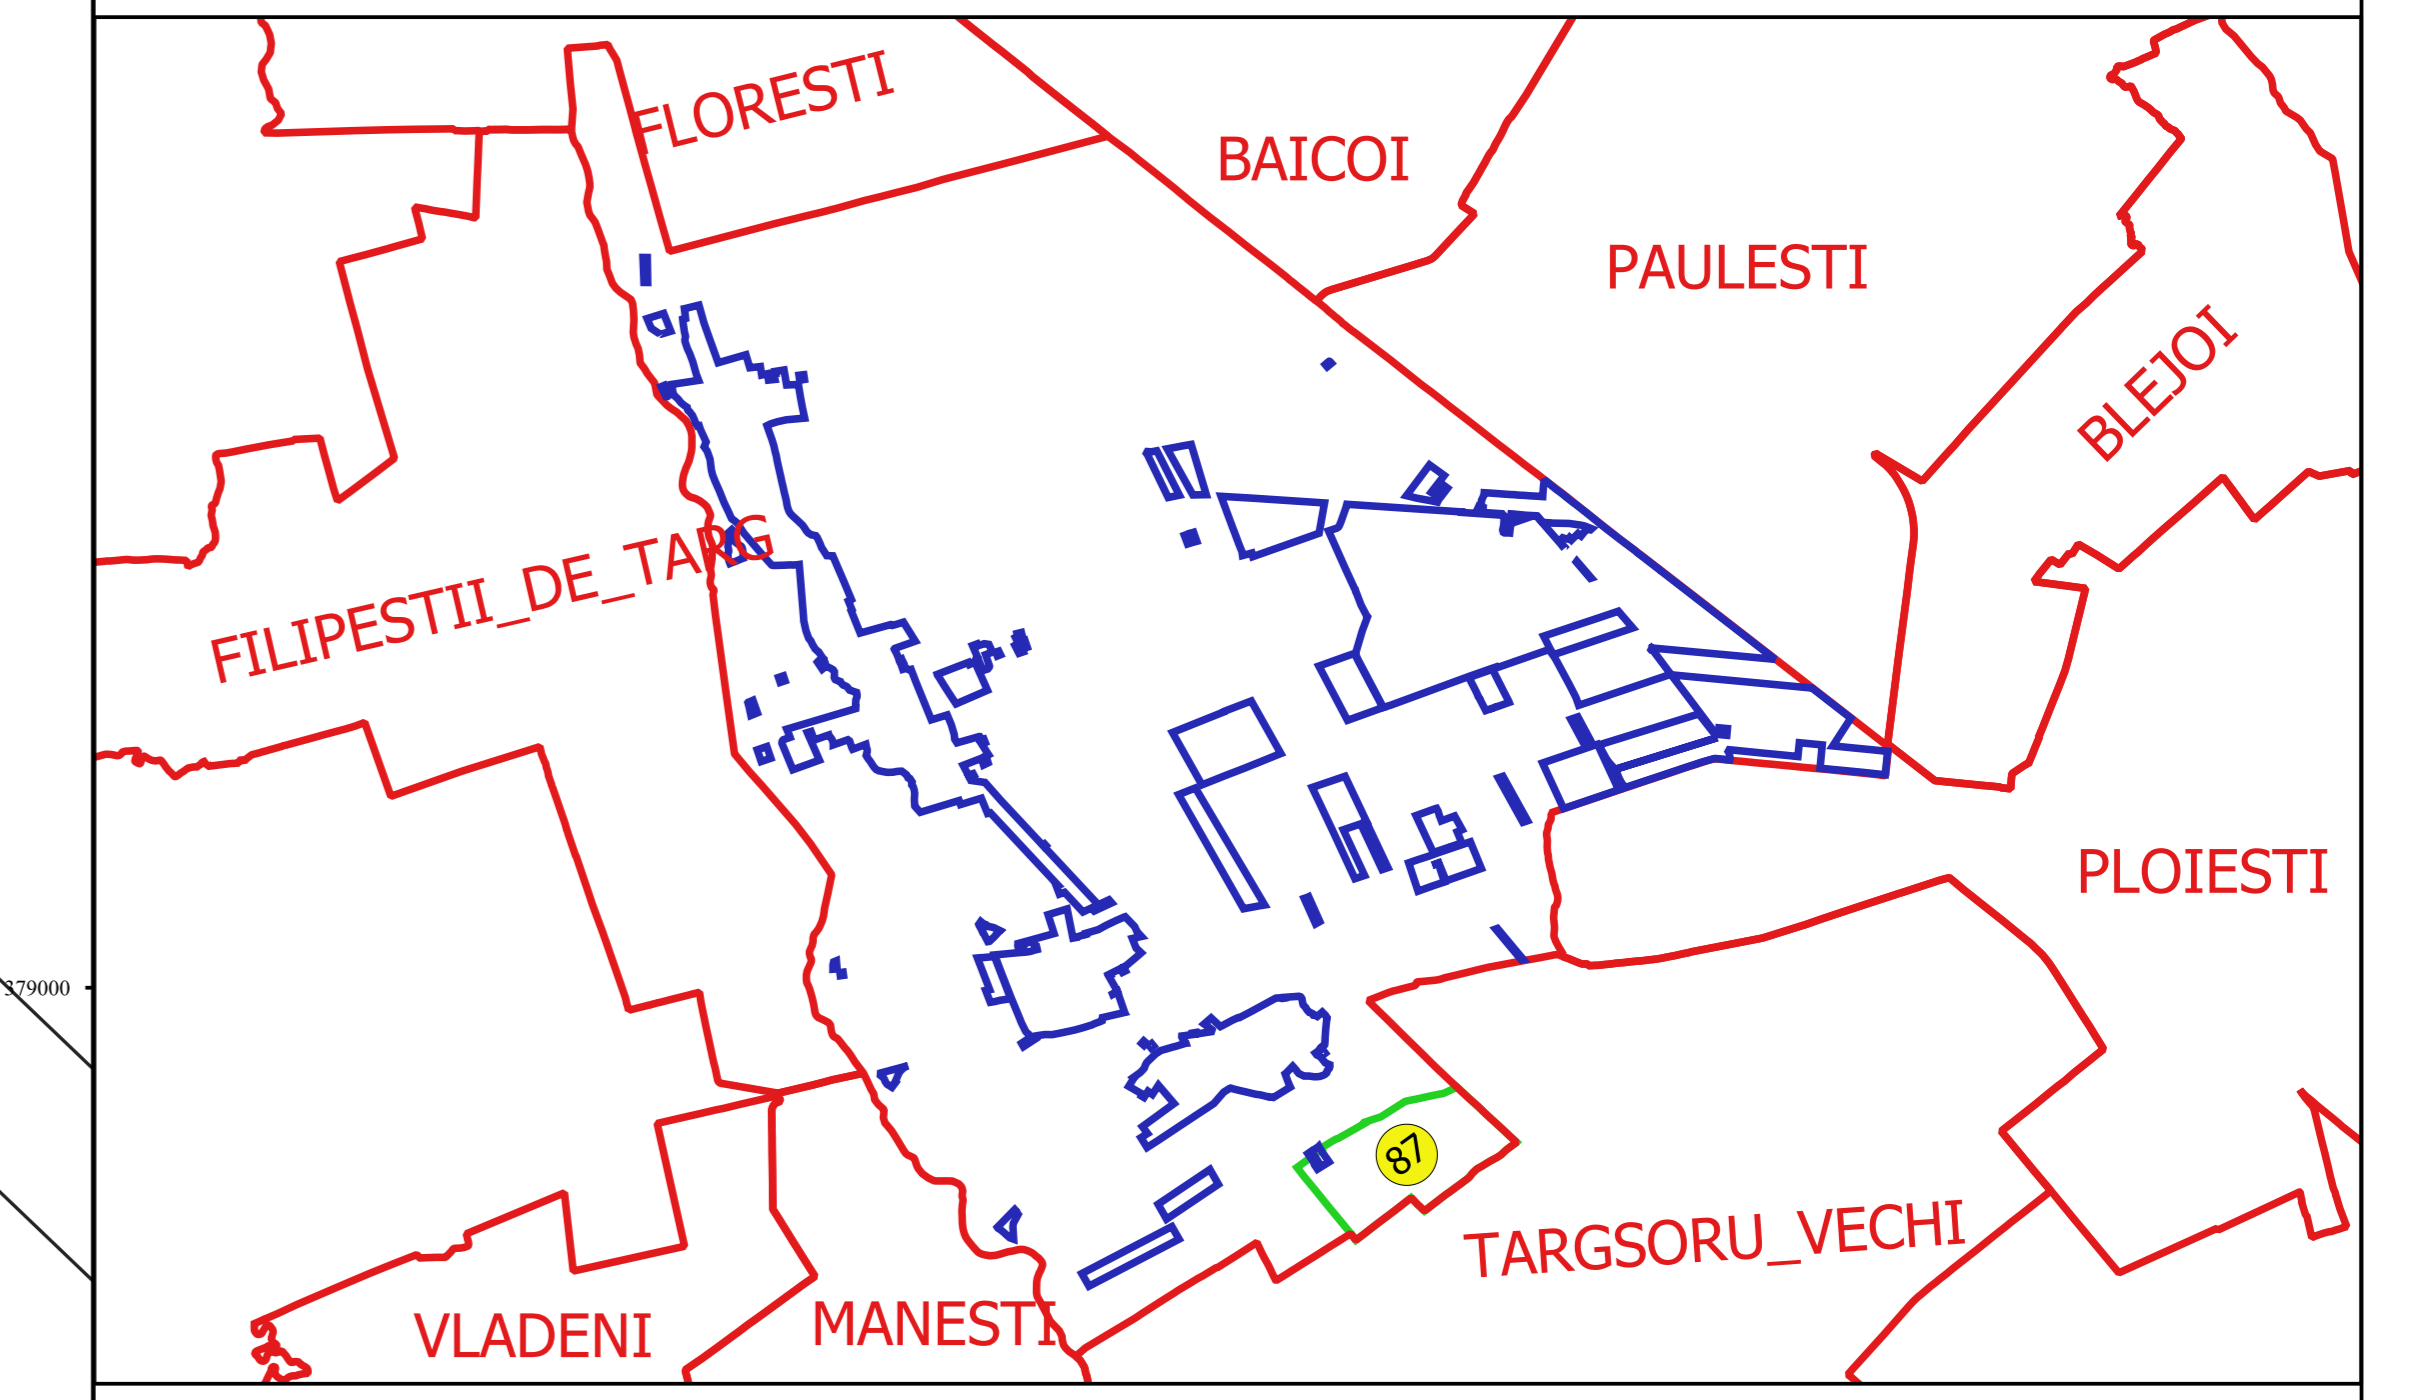 FLORESTI
BAICOI
PAULESTI
BLEJOI
FILIPESTII_DE_TARG
PLOIESTI
379000
87
TARGSORU_VECHI
MANESTI
VLADENI